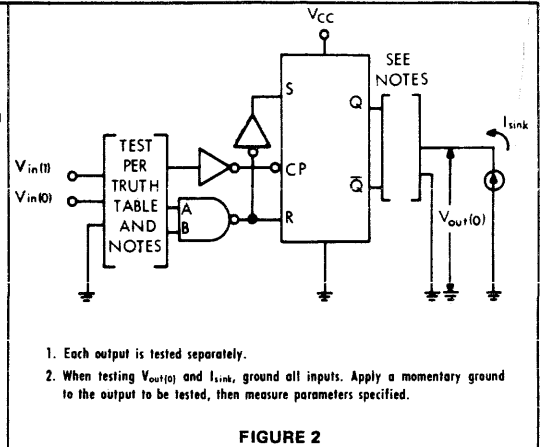 VCC
SEE
NOTES
S
Q
Isink
TEST
PER
TRUTH
TABLE
AND
NOTES
Vin(1)
Vin(0)
CP
A
B
R
Q̅
Vout(0)
1. Each output is tested separately.
2. When testing Vout(0) and Isink, ground all inputs. Apply a momentary ground
to the output to be tested, then measure parameters specified.
FIGURE 2